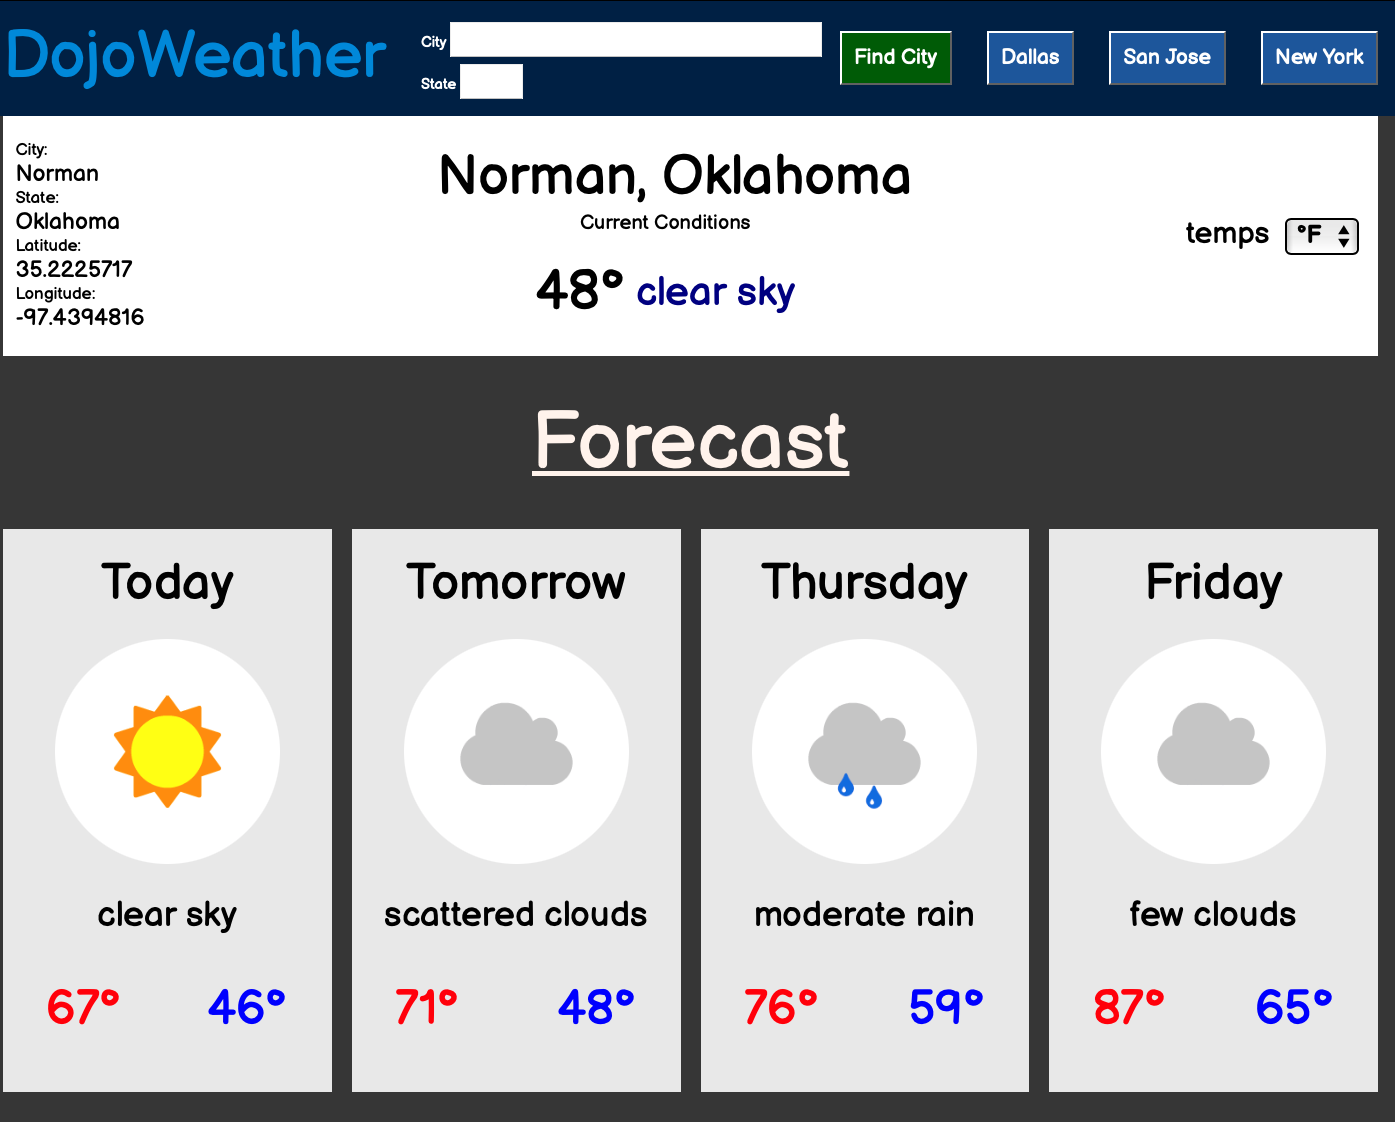 DojoWeather
City
State
Find City
Dallas
San Jose
New York
City:
Norman
State:
Oklahoma
Latitude:
35.2225717
Longitude:
-97.4394816
Norman, Oklahoma
Current Conditions
48° clear sky
temps °F
Forecast
Today
clear sky
67° 46°
Tomorrow
scattered clouds
71° 48°
Thursday
moderate rain
76° 59°
Friday
few clouds
87° 65°